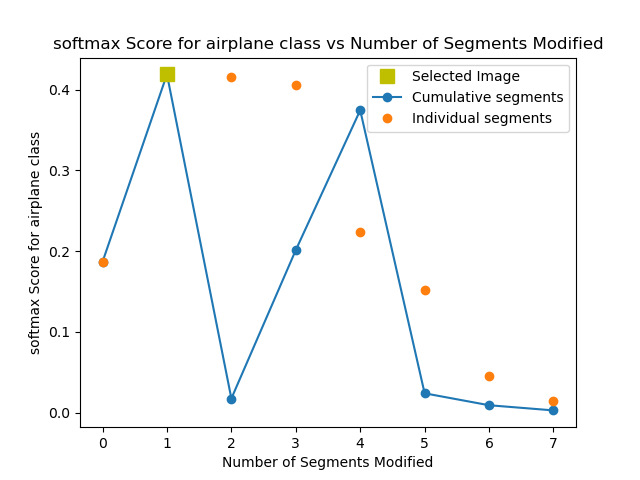 softmax Score for airplane class vs Number of Segments Modified
Selected Image
Cumulative segments
Individual segments
softmax Score for airplane class
0.4
0.3
0.2
0.1
0.0
0 1 2 3 4 5 6 7
Number of Segments Modified